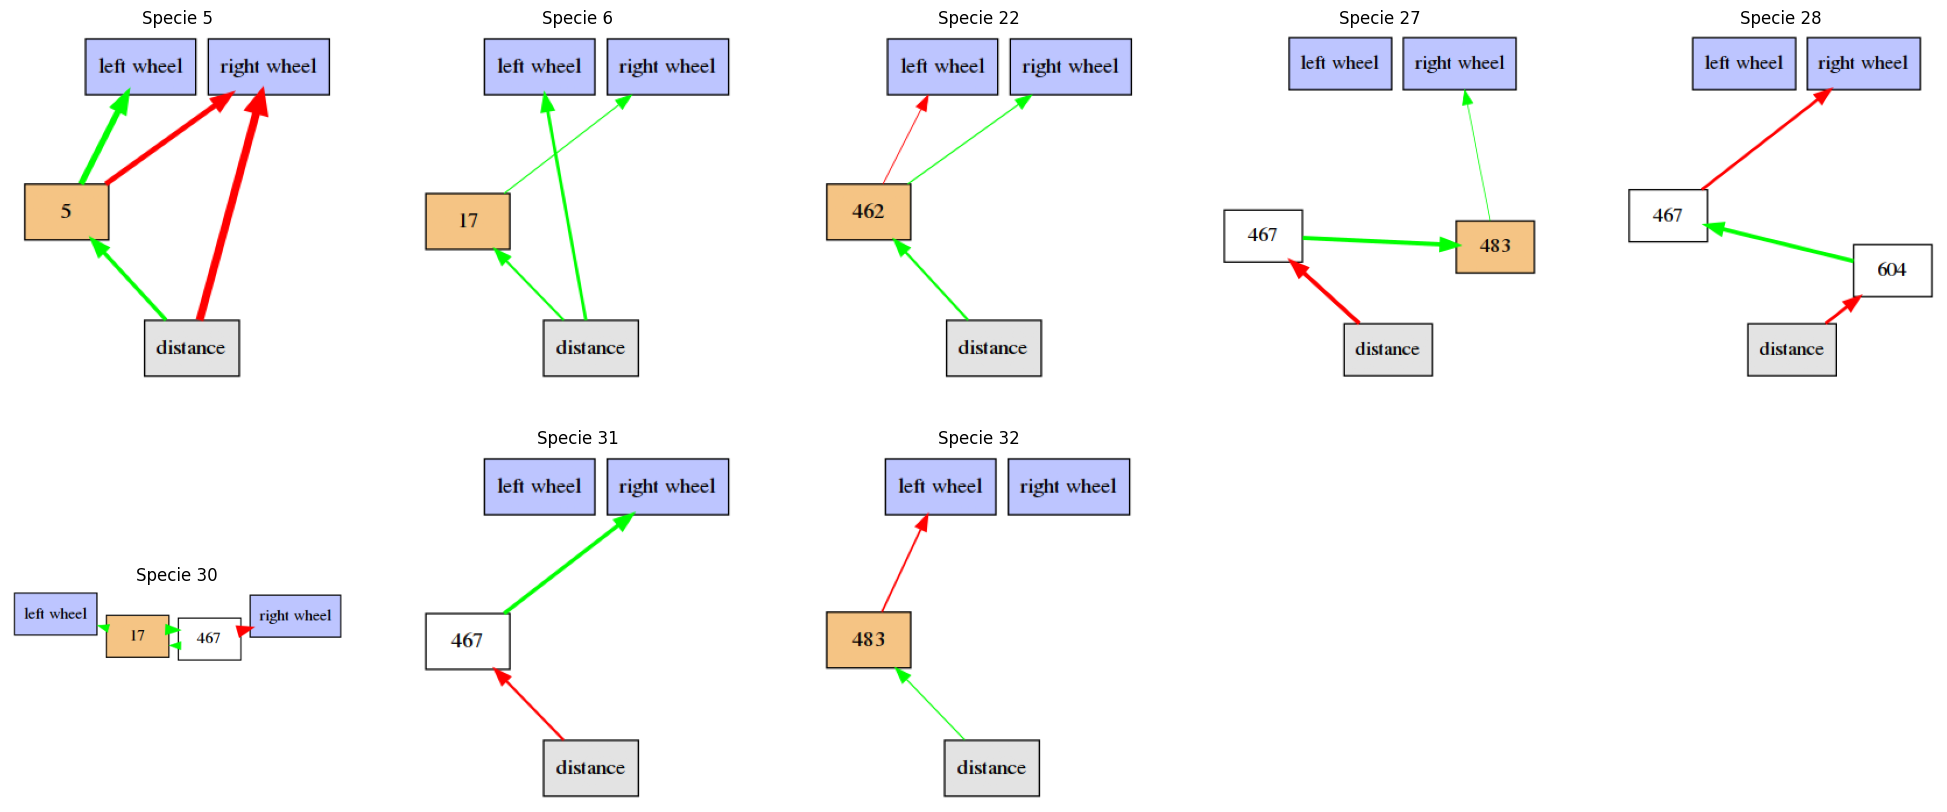 Specie 5
left wheel
right wheel
5
distance
Specie 6
left wheel
right wheel
17
distance
Specie 22
left wheel
right wheel
462
distance
Specie 27
left wheel
right wheel
467
483
distance
Specie 28
left wheel
right wheel
467
604
distance
Specie 30
left wheel
17
467
right wheel
Specie 31
left wheel
right wheel
467
distance
Specie 32
left wheel
right wheel
483
distance